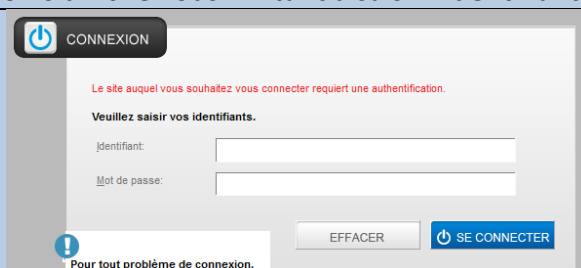 CONNEXION
Le site auquel vous souhaitez vous connecter requiert une authentification.
Veuillez saisir vos identifiants.
Identifiant:
Mot de passe:
EFFACER
SE CONNECTER
Pour tout problème de connexion.